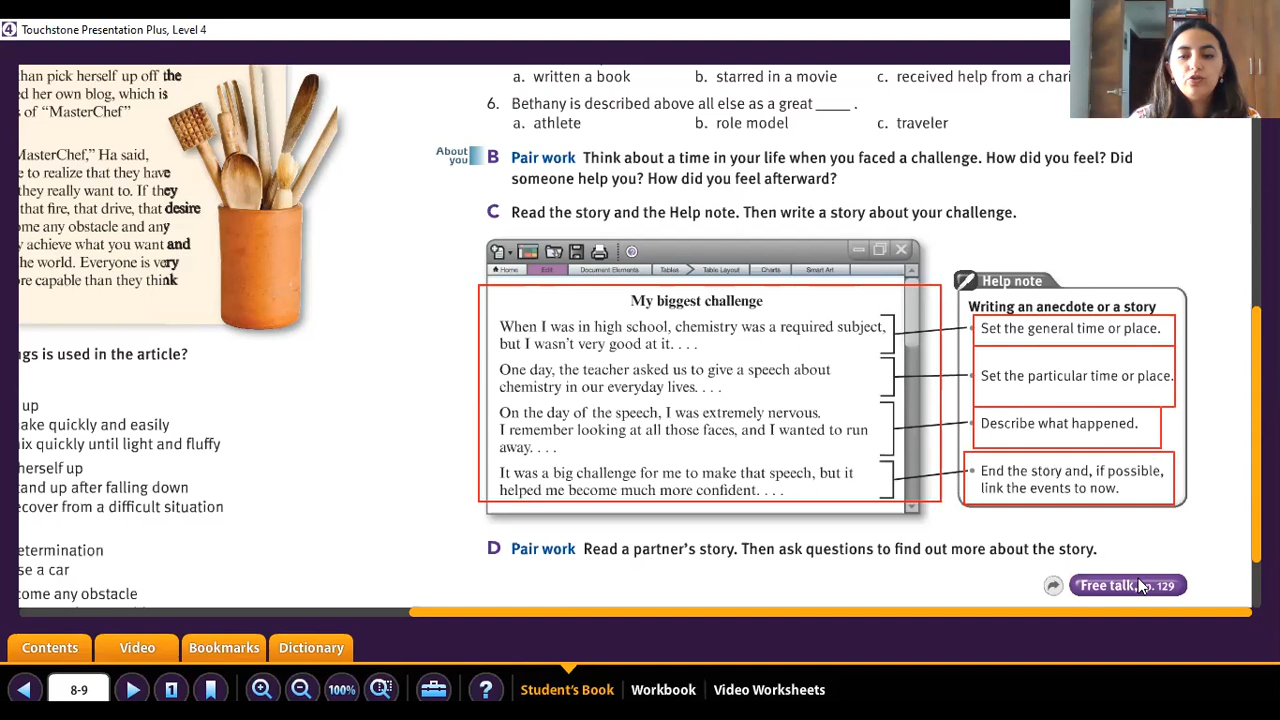 4 Touchstone Presentation Plus, Level 4
than pick herself up off the
ed her own blog, which is
s of “MasterChef”
MasterChef,” Ha said,
e to realize that they have
they really want to. If they
that fire, that drive, that desire
ome any obstacle and any
y achieve what you want and
he world. Everyone is very
ore capable than they think
ngs is used in the article?
up
ake quickly and easily
ix quickly until light and fluffy
herself up
tand up after falling down
ecover from a difficult situation
etermination
se a car
come any obstacle
a. written a book b. starred in a movie c. received help from a chari
6. Bethany is described above all else as a great ____ .
a. athlete b. role model c. traveler
About you
B Pair work Think about a time in your life when you faced a challenge. How did you feel? Did
someone help you? How did you feel afterward?
C Read the story and the Help note. Then write a story about your challenge.
Home Edit Document Elements Tables Table Layout Charts Smart Art
My biggest challenge
When I was in high school, chemistry was a required subject,
but I wasn’t very good at it. . . .
One day, the teacher asked us to give a speech about
chemistry in our everyday lives. . . .
On the day of the speech, I was extremely nervous.
I remember looking at all those faces, and I wanted to run
away. . . .
It was a big challenge for me to make that speech, but it
helped me become much more confident. . . .
Help note
Writing an anecdote or a story
• Set the general time or place.
• Set the particular time or place.
• Describe what happened.
• End the story and, if possible,
link the events to now.
D Pair work Read a partner’s story. Then ask questions to find out more about the story.
Free talk p. 129
Contents Video Bookmarks Dictionary
8-9 1 100% ? Student's Book Workbook Video Worksheets